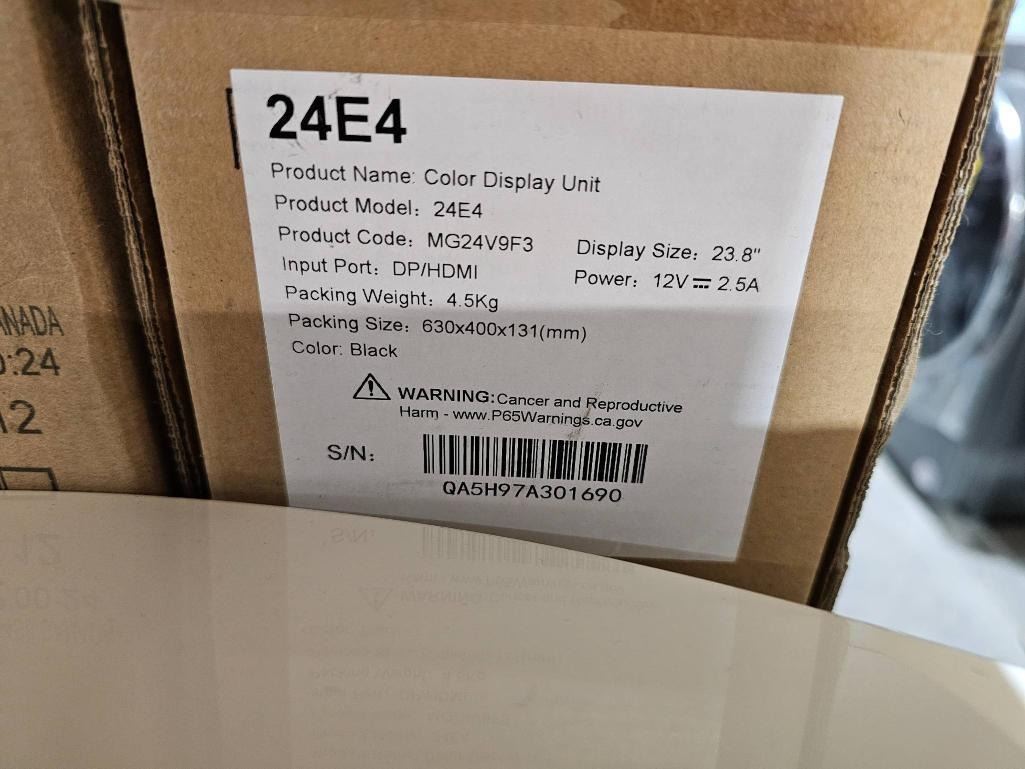 24E4
Product Name: Color Display Unit
Product Model: 24E4
Product Code: MG24V9F3 Display Size: 23.8"
Input Port: DP/HDMI Power: 12V ⎓ 2.5A
Packing Weight: 4.5Kg
Packing Size: 630x400x131(mm)
Color: Black
WARNING: Cancer and Reproductive
Harm - www.P65Warnings.ca.gov
S/N:
QA5H97A301690
ANADA
:24
12